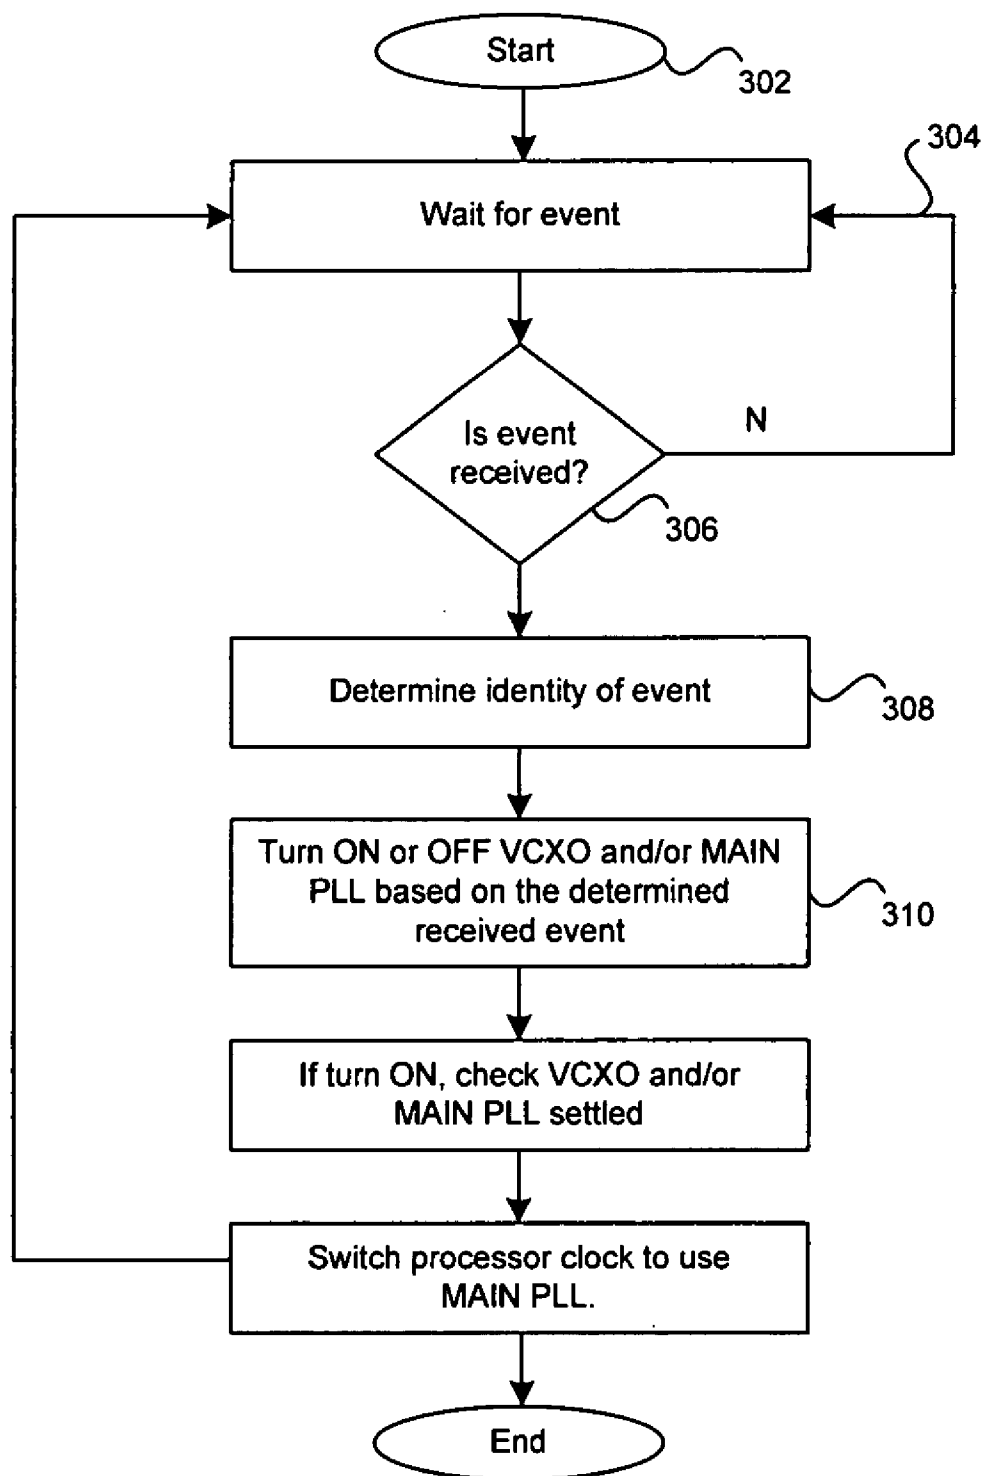 Start
302
304
Wait for event
Is event
received?
N
306
Determine identity of event
308
Turn ON or OFF VCXO and/or MAIN
PLL based on the determined
received event
310
If turn ON, check VCXO and/or
MAIN PLL settled
Switch processor clock to use
MAIN PLL.
End